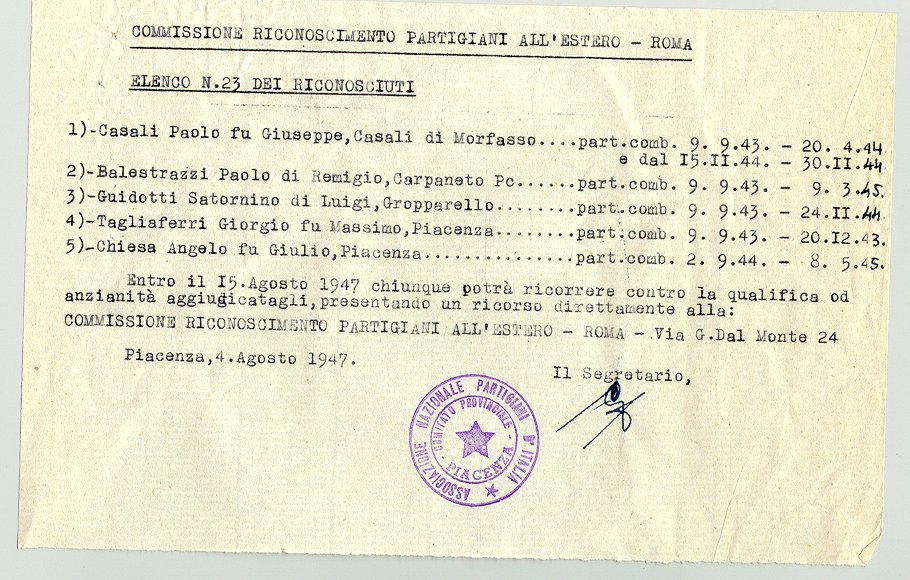 COMMISSIONE RICONOSCIMENTO PARTIGIANI ALL'ESTERO - ROMA
ELENCO N.23 DEI RICONOSCIUTI
1)-Casali Paolo fu Giuseppe,Casali di Morfasso....part.comb. 9. 9.43. - 20. 4.44
e dal I5.II.44. - 30.II.44
2)-Balestrazzi Paolo di Remigio,Carpaneto Pc......part.comb. 9. 9.43. - 9. 3.45.
3)-Guidotti Satornino di Luigi,Gropparello........part.comb. 9. 9.43. - 24.II.44
4)-Tagliaferri Giorgio fu Massimo,Piacenza........part.comb. 9. 9.43. - 20.I2.43.
5)-Chiesa Angelo fu Giulio,Piacenza...............part.comb. 2. 9.44. - 8. 5.45.
Entro il I5.Agosto 1947 chiunque potrà ricorrere contro la qualifica od
anzianità aggiudicatagli,presentando un ricorso direttamente alla:
COMMISSIONE RICONOSCIMENTO PARTIGIANI ALL'ESTERO - ROMA - Via G.Dal Monte 24
Piacenza,4.Agosto 1947.
Il Segretario,
ASSOCIAZIONE NAZIONALE PARTIGIANI D'ITALIA
COMITATO PROVINCIALE
- PIACENZA -